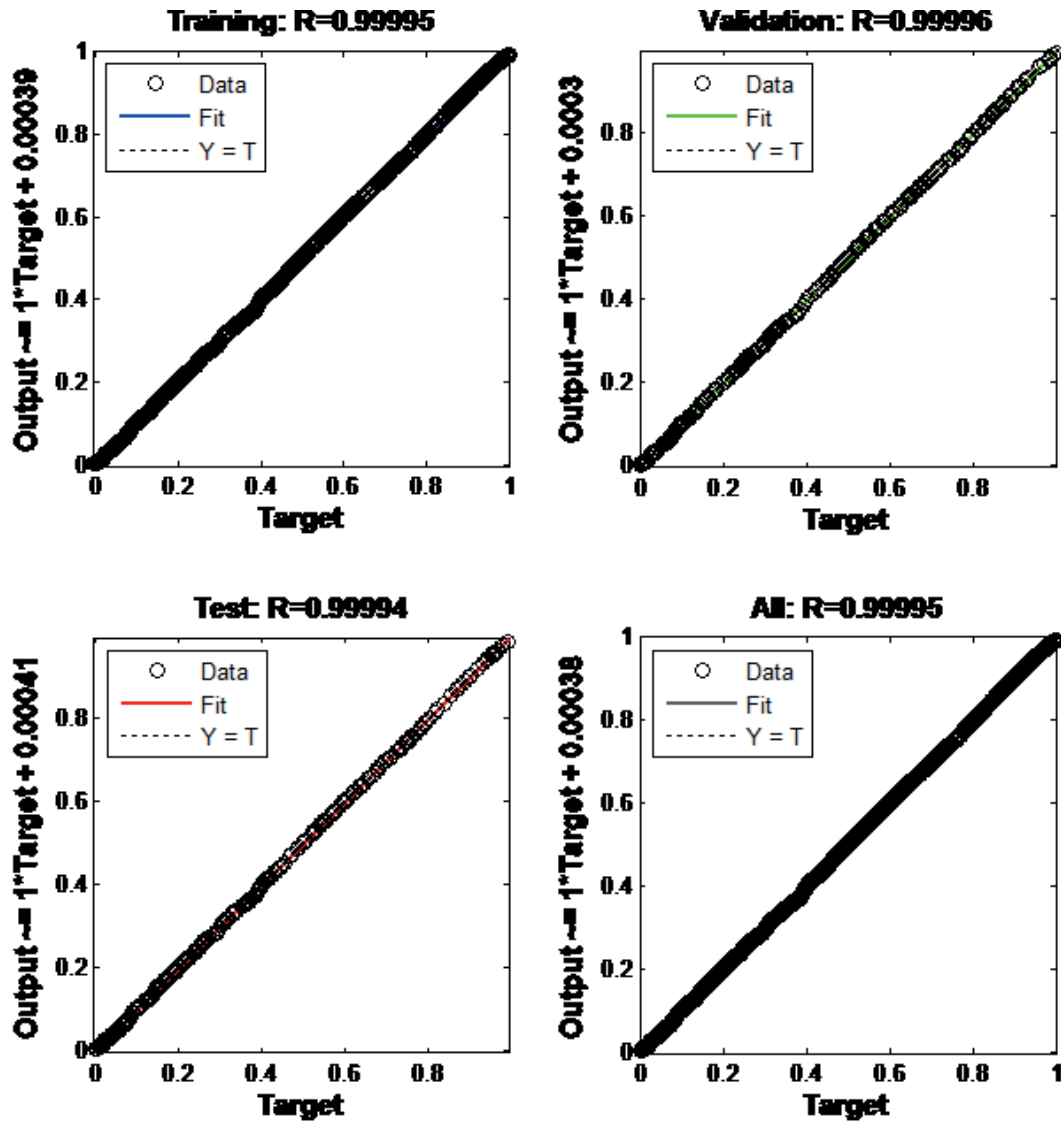 Training: R=0.99995
Output ~= 1*Target + 0.00039
1
0.8
0.6
0.4
0.2
0
Data
Fit
Y = T
0 0.2 0.4 0.6 0.8 1
Target
Validation: R=0.99996
Output ~= 1*Target + 0.0003
0.8
0.6
0.4
0.2
0
Data
Fit
Y = T
0 0.2 0.4 0.6 0.8
Target
Test: R=0.99994
Output ~= 1*Target + 0.00041
0.8
0.6
0.4
0.2
0
Data
Fit
Y = T
0 0.2 0.4 0.6 0.8
Target
All: R=0.99995
Output ~= 1*Target + 0.00038
1
0.8
0.6
0.4
0.2
0
Data
Fit
Y = T
0 0.2 0.4 0.6 0.8 1
Target